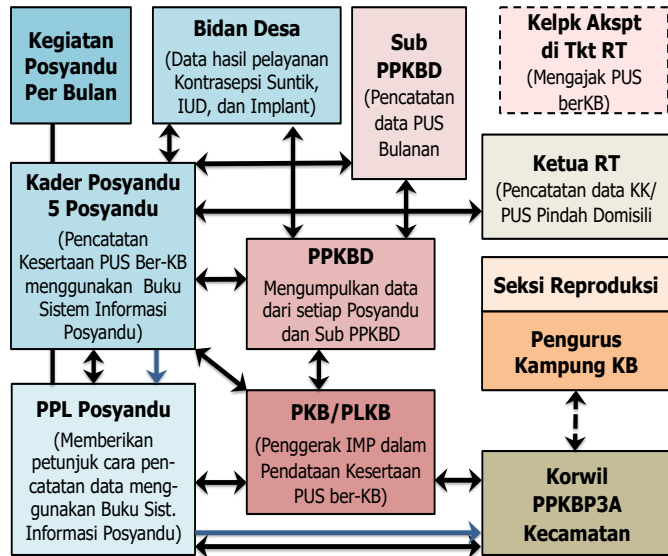 Kegiatan
Posyandu
Per Bulan
Bidan Desa
(Data hasil pelayanan
Kontrasepsi Suntik,
IUD, dan Implant)
Sub
PPKBD
(Pencatatan
data PUS
Bulanan
Kelpk Akspt
di Tkt RT
(Mengajak PUS
berKB)
Kader Posyandu
5 Posyandu
(Pencatatan
Kesertaan PUS Ber-KB
menggunakan Buku
Sistem Informasi
Posyandu)
Ketua RT
(Pencatatan data KK/
PUS Pindah Domisili
PPKBD
Mengumpulkan data
dari setiap Posyandu
dan Sub PPKBD
Seksi Reproduksi
Pengurus
Kampung KB
PPL Posyandu
(Memberikan
petunjuk cara pen-
catatan data meng-
gunakan Buku Sist.
Informasi Posyandu)
PKB/PLKB
(Penggerak IMP dalam
Pendataan Kesertaan
PUS ber-KB)
Korwil
PPKBP3A
Kecamatan